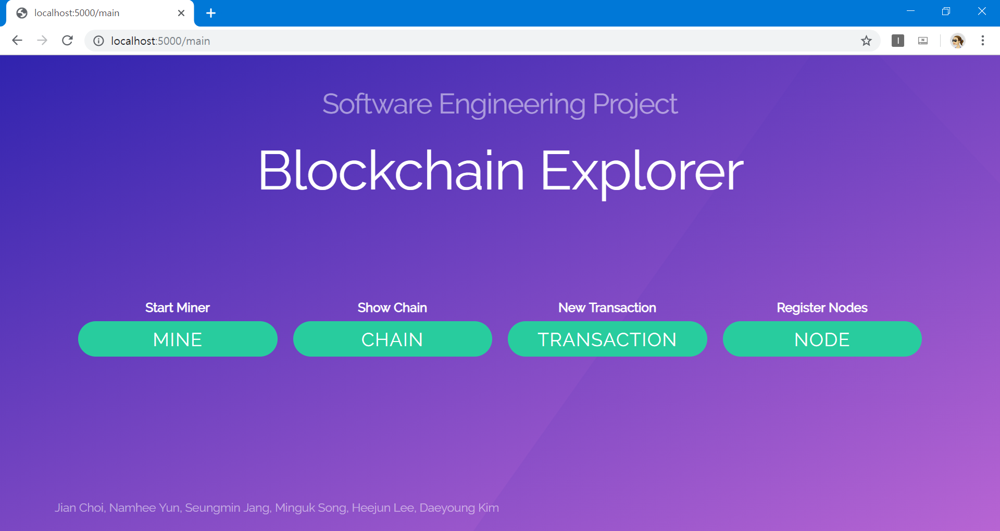 localhost:5000/main
localhost:5000/main
Software Engineering Project
Blockchain Explorer
Start Miner
MINE
Show Chain
CHAIN
New Transaction
TRANSACTION
Register Nodes
NODE
Jian Choi, Namhee Yun, Seungmin Jang, Minguk Song, Heejun Lee, Daeyoung Kim